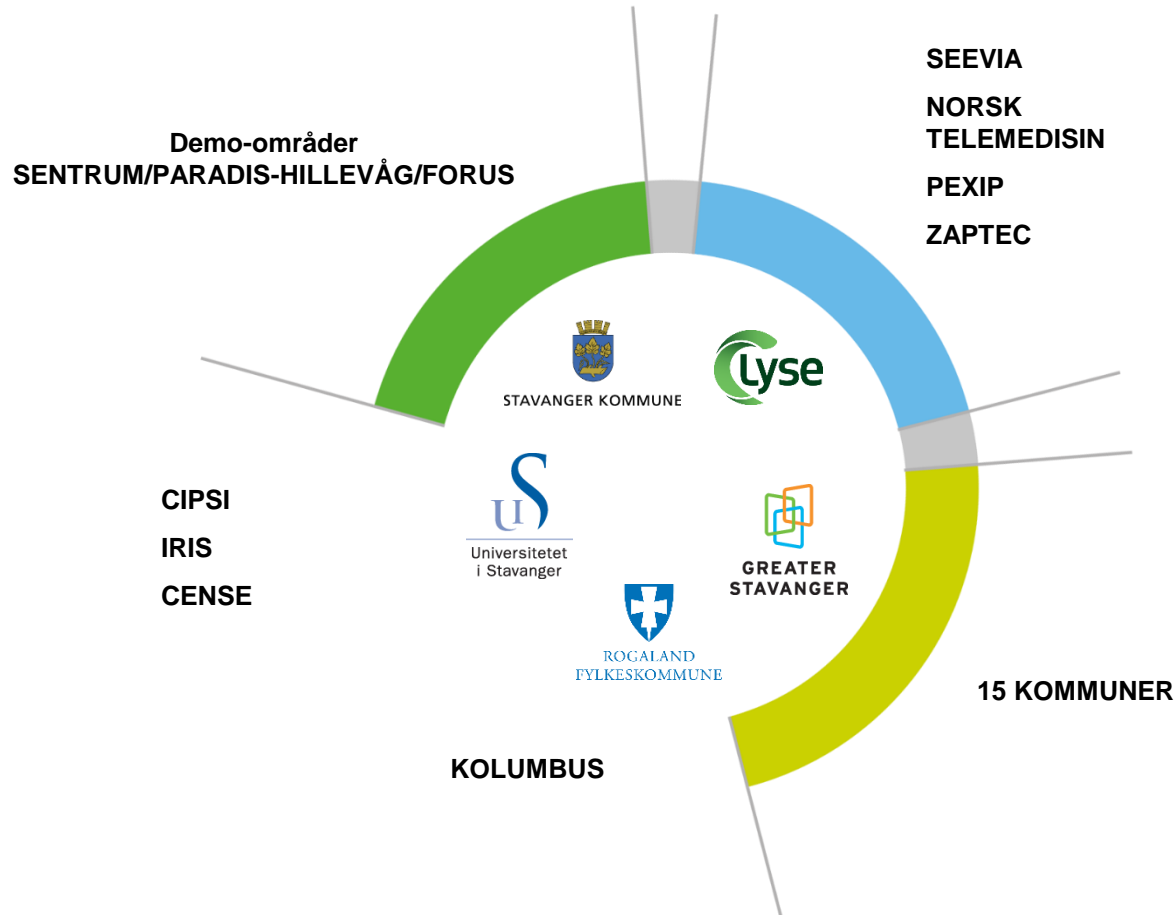 SEEVIA
NORSK
TELEMEDISIN
PEXIP
ZAPTEC
Demo-områder
SENTRUM/PARADIS-HILLEVÅG/FORUS
STAVANGER KOMMUNE
Lyse
CIPSI
IRIS
CENSE
UiS
Universitetet
i Stavanger
GREATER
STAVANGER
ROGALAND
FYLKESKOMMUNE
15 KOMMUNER
KOLUMBUS